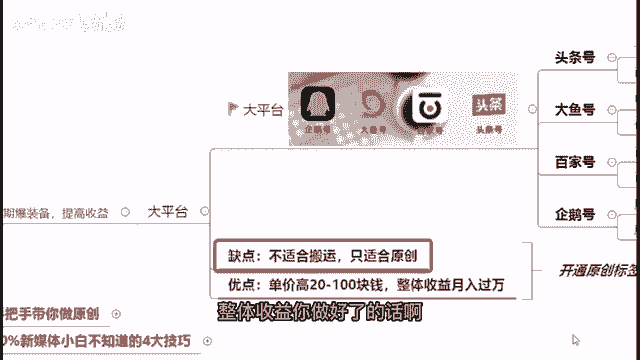 头条号
大平台
企鹅号
大鱼号
头条号
大鱼号
百家号
期爆装备，提高收益
大平台
企鹅号
缺点：不适合搬运，只适合原创
优点：单价高20-100块钱，整体收益月入过万
开通原创标签
整体收益你做好了的话啊
把手带你做原创
0%新媒体小白不知道的4大技巧